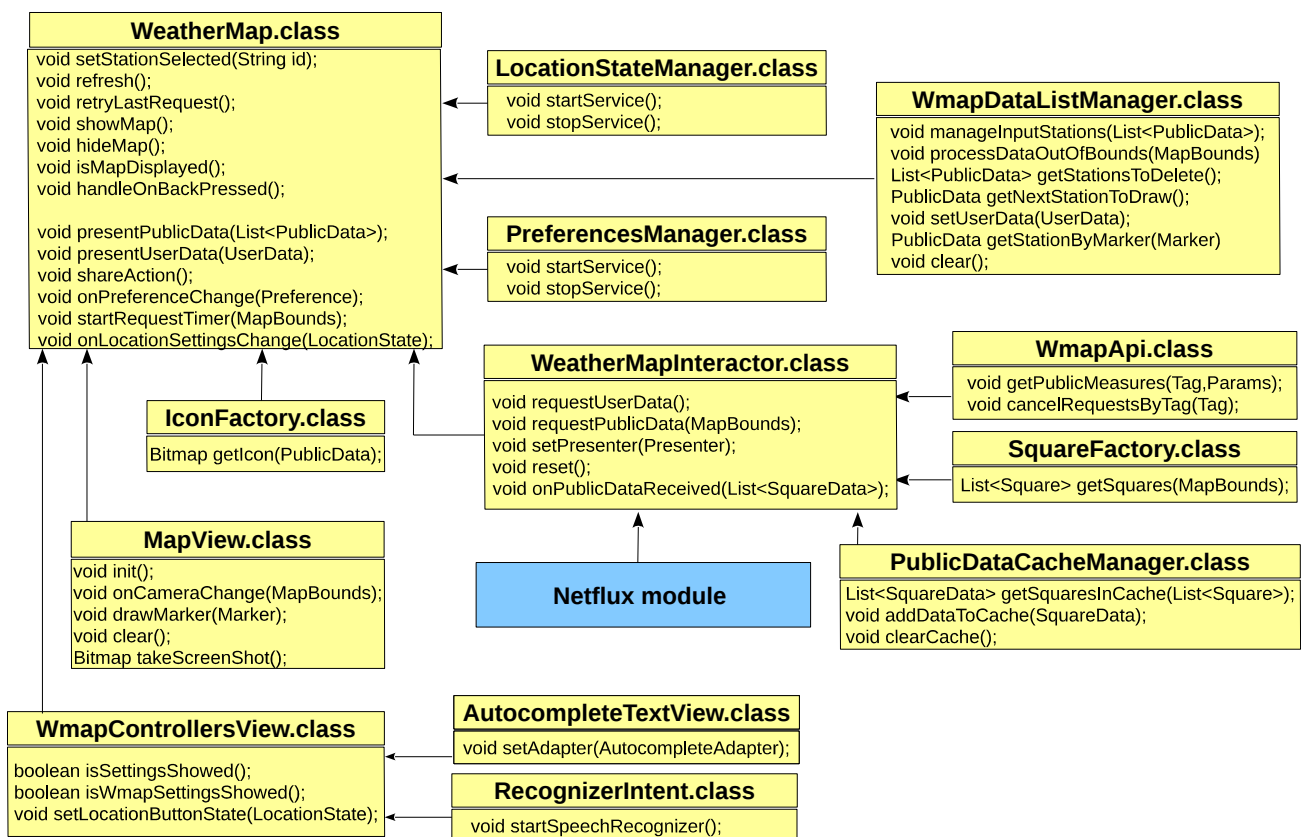 WeatherMap.class
void setStationSelected(String id);
void refresh();
void retryLastRequest();
void showMap();
void hideMap();
void isMapDisplayed();
void handleOnBackPressed();
void presentPublicData(List<PublicData>);
void presentUserData(UserData);
void shareAction();
void onPreferenceChange(Preference);
void startRequestTimer(MapBounds);
void onLocationSettingsChange(LocationState);
LocationStateManager.class
void startService();
void stopService();
WmapDataListManager.class
void manageInputStations(List<PublicData>);
void processDataOutOfBounds(MapBounds)
List<PublicData> getStationsToDelete();
PublicData getNextStationToDraw();
void setUserData(UserData);
PublicData getStationByMarker(Marker)
void clear();
PreferencesManager.class
void startService();
void stopService();
WeatherMapInteractor.class
void requestUserData();
void requestPublicData(MapBounds);
void setPresenter(Presenter);
void reset();
void onPublicDataReceived(List<SquareData>);
WmapApi.class
void getPublicMeasures(Tag,Params);
void cancelRequestsByTag(Tag);
IconFactory.class
Bitmap getIcon(PublicData);
SquareFactory.class
List<Square> getSquares(MapBounds);
MapView.class
void init();
void onCameraChange(MapBounds);
void drawMarker(Marker);
void clear();
Bitmap takeScreenShot();
Netflux module
PublicDataCacheManager.class
List<SquareData> getSquaresInCache(List<Square>);
void addDataToCache(SquareData);
void clearCache();
WmapControllersView.class
boolean isSettingsShowed();
boolean isWmapSettingsShowed();
void setLocationButtonState(LocationState);
AutocompleteTextView.class
void setAdapter(AutocompleteAdapter);
RecognizerIntent.class
void startSpeechRecognizer();